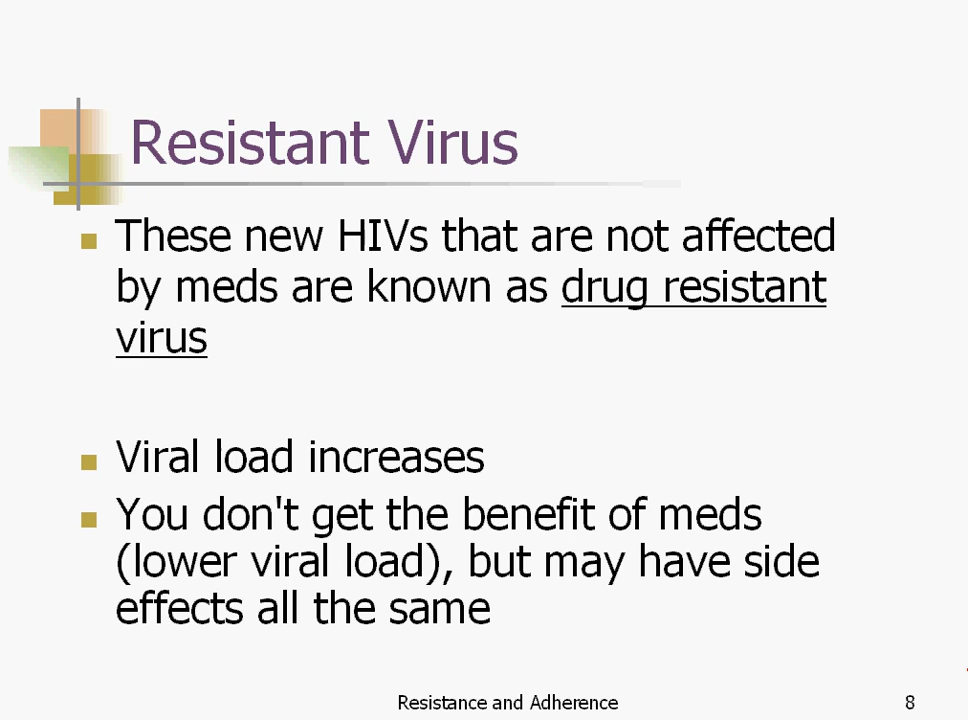 Resistant Virus
These new HIVs that are not affected
by meds are known as drug resistant
virus
Viral load increases
You don't get the benefit of meds
(lower viral load), but may have side
effects all the same
Resistance and Adherence
8